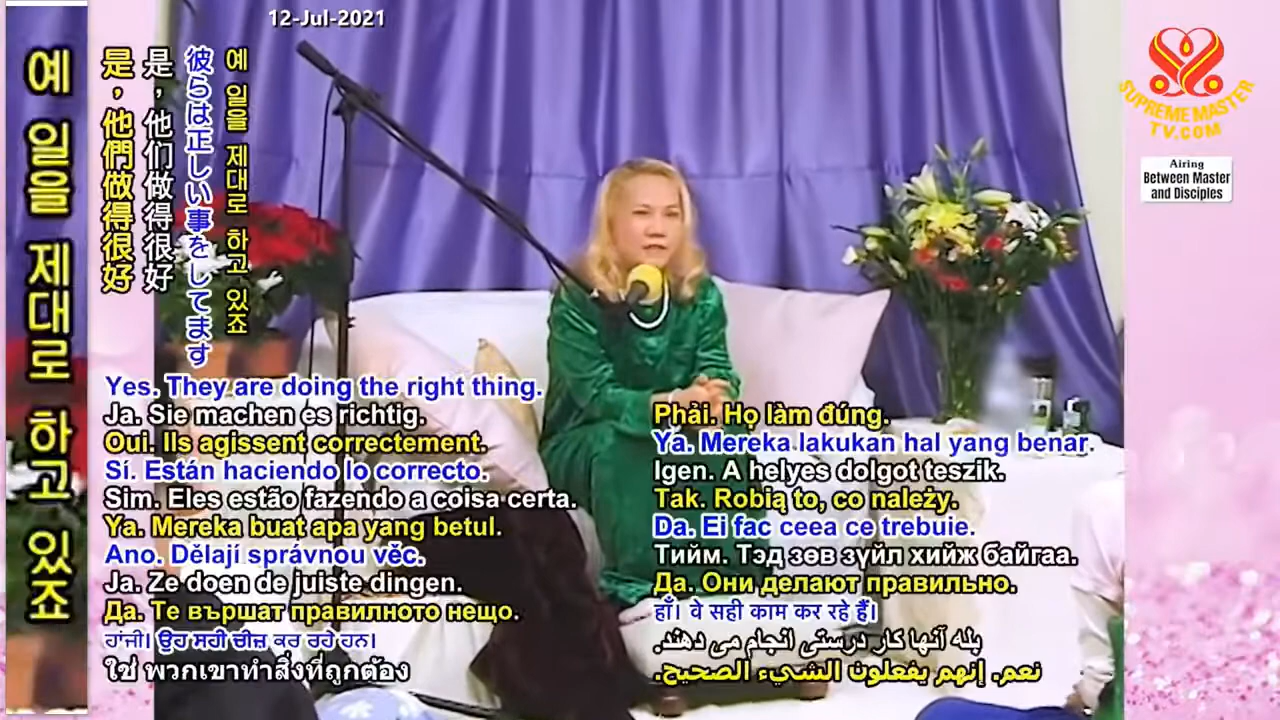 12-Jul-2021
예 일을 제대로 하고 있죠
是，他們做得很好
是，他们做得很好
彼らは正しい事をしてます
예 일을 제대로 하고 있죠
SUPREME MASTER
TV.COM
Airing
Between Master
and Disciples
Yes. They are doing the right thing.
Ja. Sie machen es richtig.
Oui. Ils agissent correctement.
Sí. Están haciendo lo correcto.
Sim. Eles estão fazendo a coisa certa.
Ya. Mereka buat apa yang betul.
Ano. Dělají správnou věc.
Ja. Ze doen de juiste dingen.
Да. Те вършат правилното нещо.
ਹਾਂਜੀ। ਉਹ ਸਹੀ ਚੀਜ਼ ਕਰ ਰਹੇ ਹਨ।
ใช่ พวกเขาทำสิ่งที่ถูกต้อง
Phải. Họ làm đúng.
Ya. Mereka lakukan hal yang benar.
Igen. A helyes dolgot teszik.
Tak. Robią to, co należy.
Da. Ei fac ceea ce trebuie.
Тийм. Тэд зөв зүйл хийж байгаа.
Да. Они делают правильно.
हाँ। वे सही काम कर रहे हैं।
بله آنها کار درستی انجام می دهند.
نعم. إنهم يفعلون الشيء الصحيح.